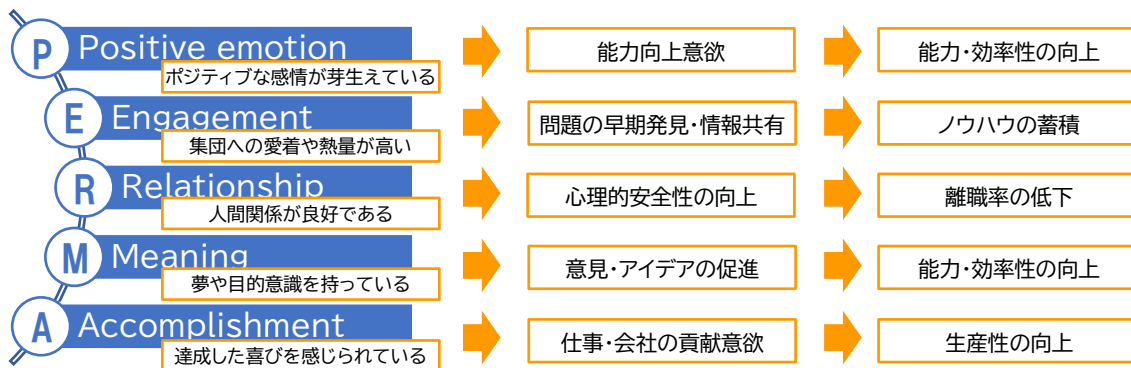 P
Positive emotion
ポジティブな感情が芽生えている
能力向上意欲
能力・効率性の向上
E
Engagement
集団への愛着や熱量が高い
問題の早期発見・情報共有
ノウハウの蓄積
R
Relationship
人間関係が良好である
心理的安全性の向上
離職率の低下
M
Meaning
夢や目的意識を持っている
意見・アイデアの促進
能力・効率性の向上
A
Accomplishment
達成した喜びを感じられている
仕事・会社の貢献意欲
生産性の向上